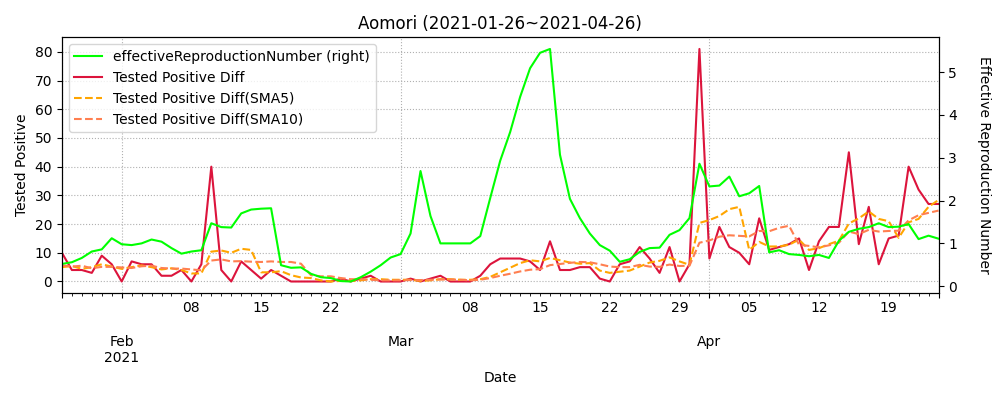 Aomori (2021-01-26~2021-04-26)
effectiveReproductionNumber (right)
Tested Positive Diff
Tested Positive Diff(SMA5)
Tested Positive Diff(SMA10)
Tested Positive
80
70
60
50
40
30
20
10
0
5
4
3
2
1
0
Effective Reproduction Number
08 15 22 08 15 22 29 05 12 19
Feb Mar Apr
2021
Date